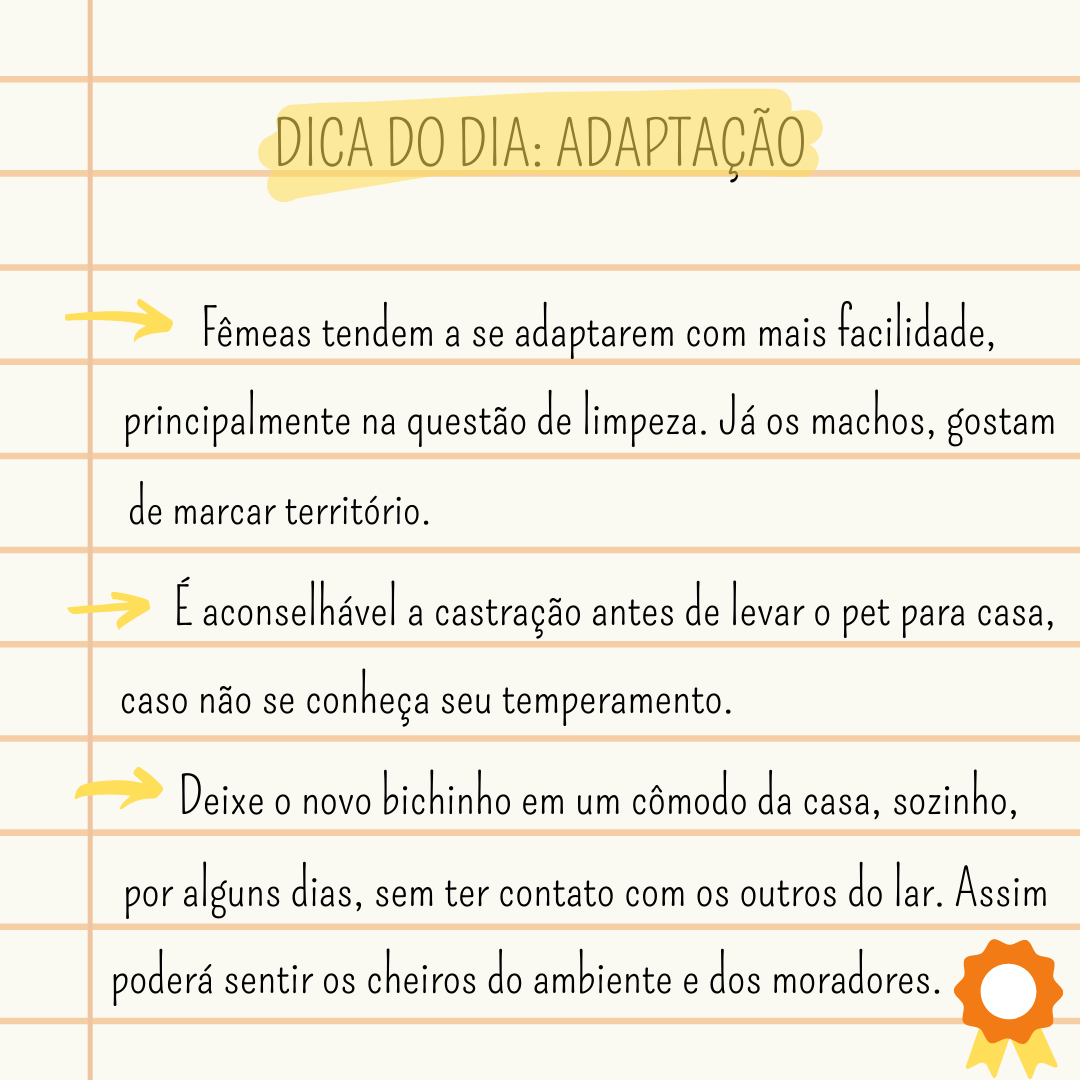 DICA DO DIA: ADAPTAÇÃO
Fêmeas tendem a se adaptarem com mais facilidade,
principalmente na questão de limpeza. Já os machos, gostam
de marcar território.
É aconselhável a castração antes de levar o pet para casa,
caso não se conheça seu temperamento.
Deixe o novo bichinho em um cômodo da casa, sozinho,
por alguns dias, sem ter contato com os outros do lar. Assim
poderá sentir os cheiros do ambiente e dos moradores.